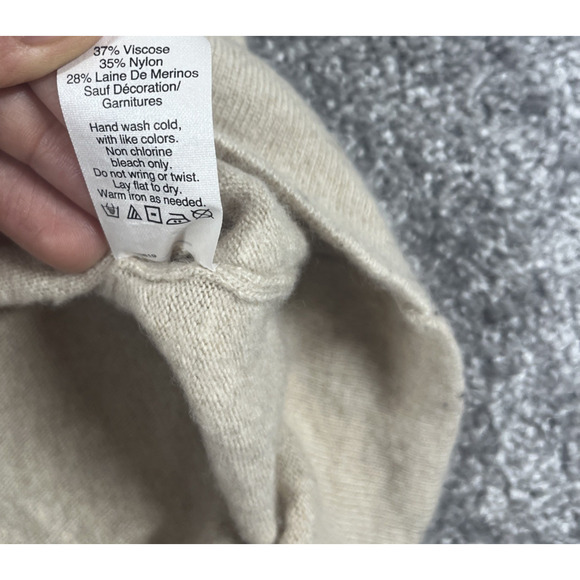 37% Viscose
35% Nylon
28% Laine De Merinos
Sauf Décoration/
Garnitures
Hand wash cold,
with like colors.
Non chlorine
bleach only.
Do not wring or twist.
Lay flat to dry.
Warm iron as needed.